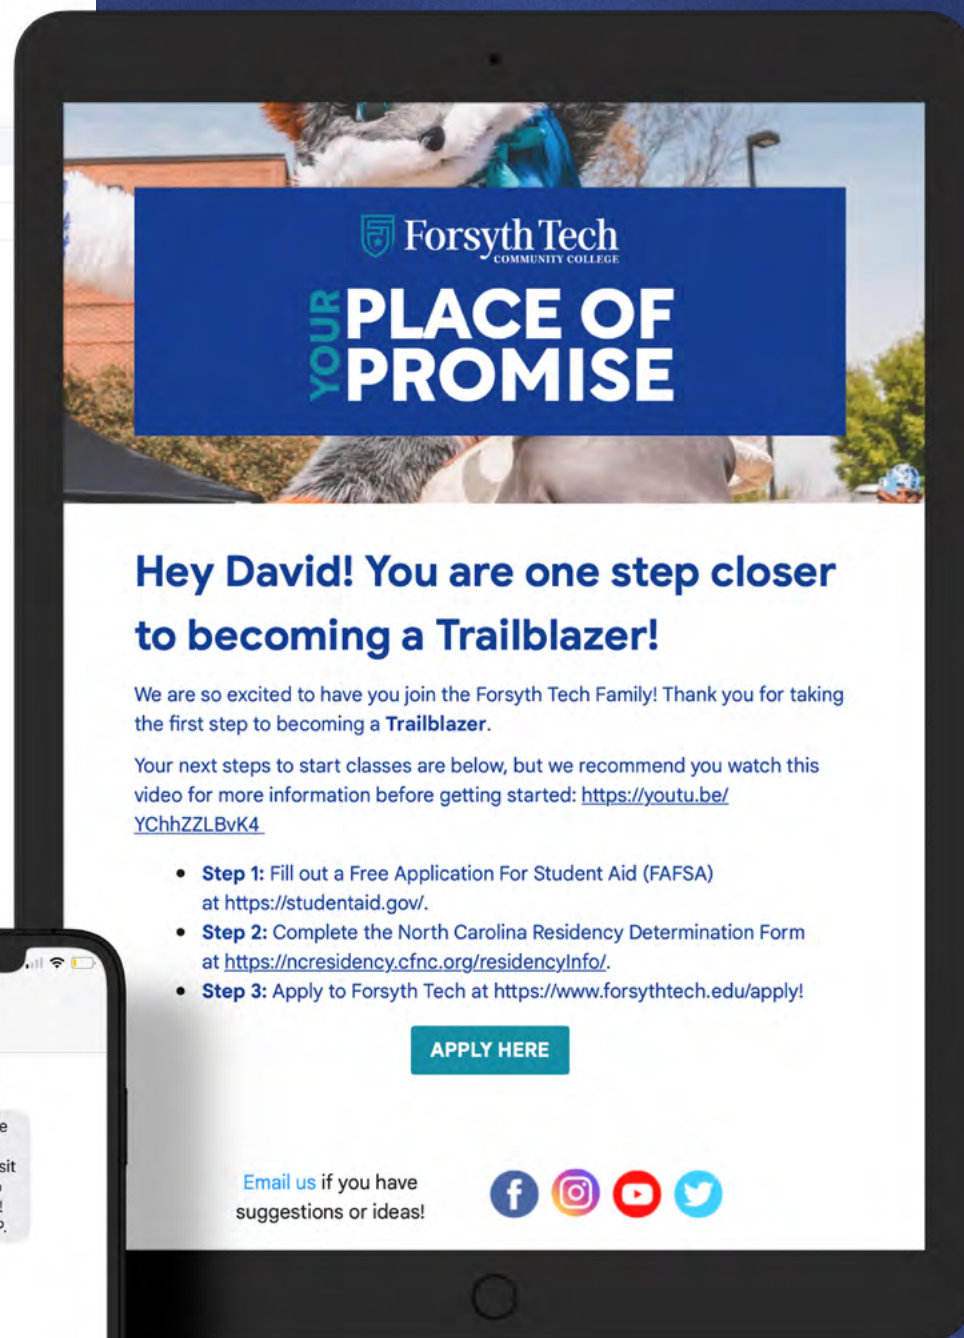 Forsyth Tech
COMMUNITY COLLEGE
YOUR
PLACE OF
PROMISE
Hey David! You are one step closer
to becoming a Trailblazer!
We are so excited to have you join the Forsyth Tech Family! Thank you for taking
the first step to becoming a Trailblazer.
Your next steps to start classes are below, but we recommend you watch this
video for more information before getting started: https://youtu.be/
YChhZZLBvK4
• Step 1: Fill out a Free Application For Student Aid (FAFSA)
at https://studentaid.gov/.
• Step 2: Complete the North Carolina Residency Determination Form
at https://ncresidency.cfnc.org/residencyInfo/.
• Step 3: Apply to Forsyth Tech at https://www.forsythtech.edu/apply!
APPLY HERE
Email us if you have
suggestions or ideas!